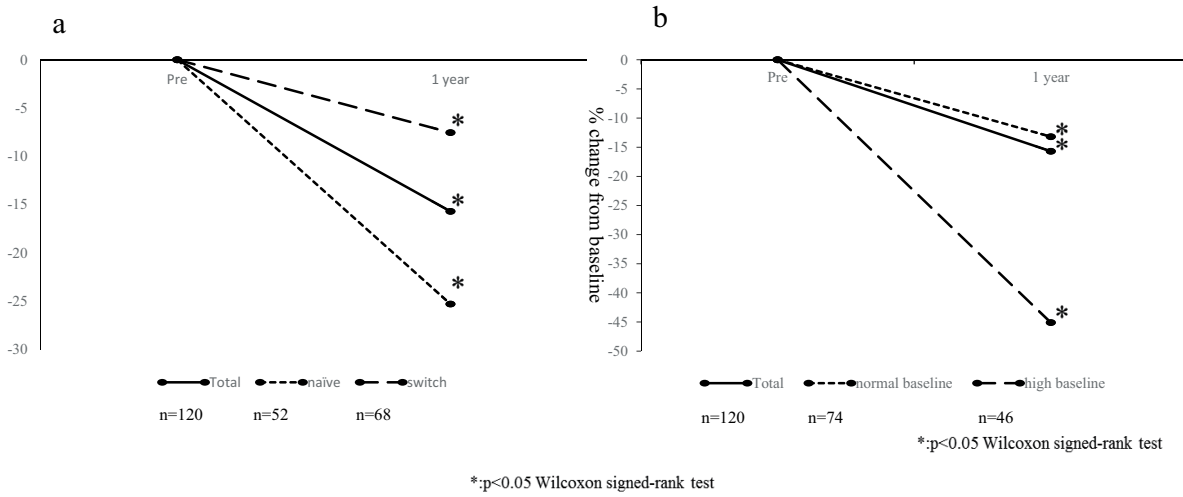 a
0
-5
-10
-15
-20
-25
-30
Pre
1 year
*
*
*
Total
naïve
switch
n=120
n=52
n=68
*:p<0.05 Wilcoxon signed-rank test
b
% change from baseline
0
-5
-10
-15
-20
-25
-30
-35
-40
-45
-50
Pre
1 year
*
*
*
Total
normal baseline
high baseline
n=120
n=74
n=46
*:p<0.05 Wilcoxon signed-rank test